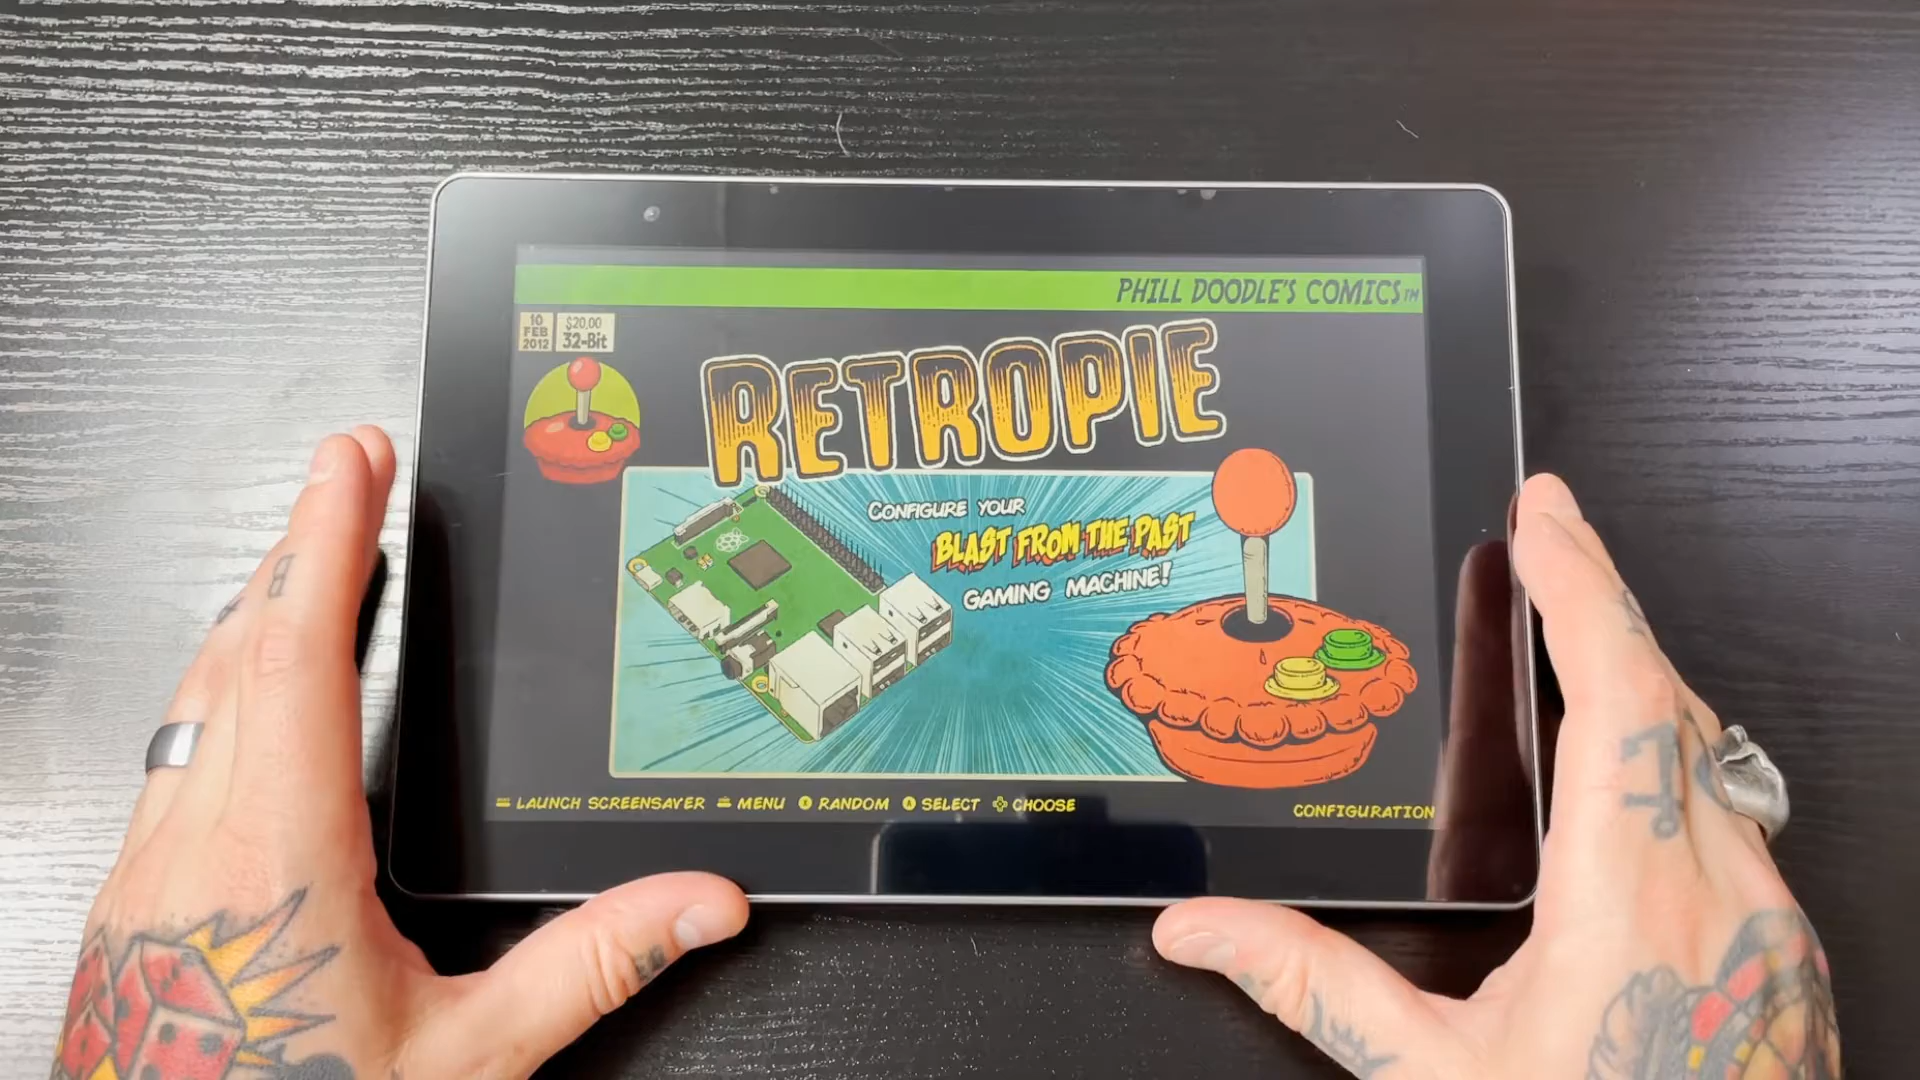 PHILL DOODLE'S COMICS™
10
FEB
2012
$20,00
32-Bit
RETROPIE
CONFIGURE YOUR
BLAST FROM THE PAST
GAMING MACHINE!
LAUNCH SCREENSAVER MENU RANDOM SELECT CHOOSE
CONFIGURATION